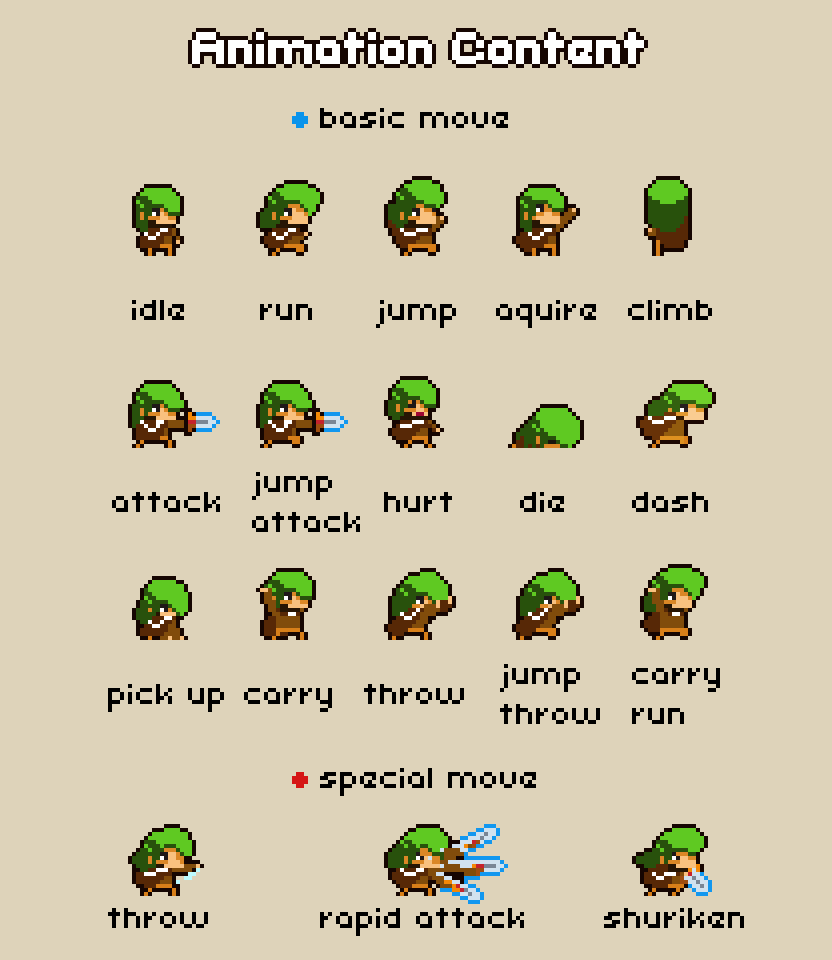 Animation Content
basic move
idle run jump aquire climb
attack jump attack hurt die dash
pick up carry throw jump throw carry run
special move
throw rapid attack shuriken